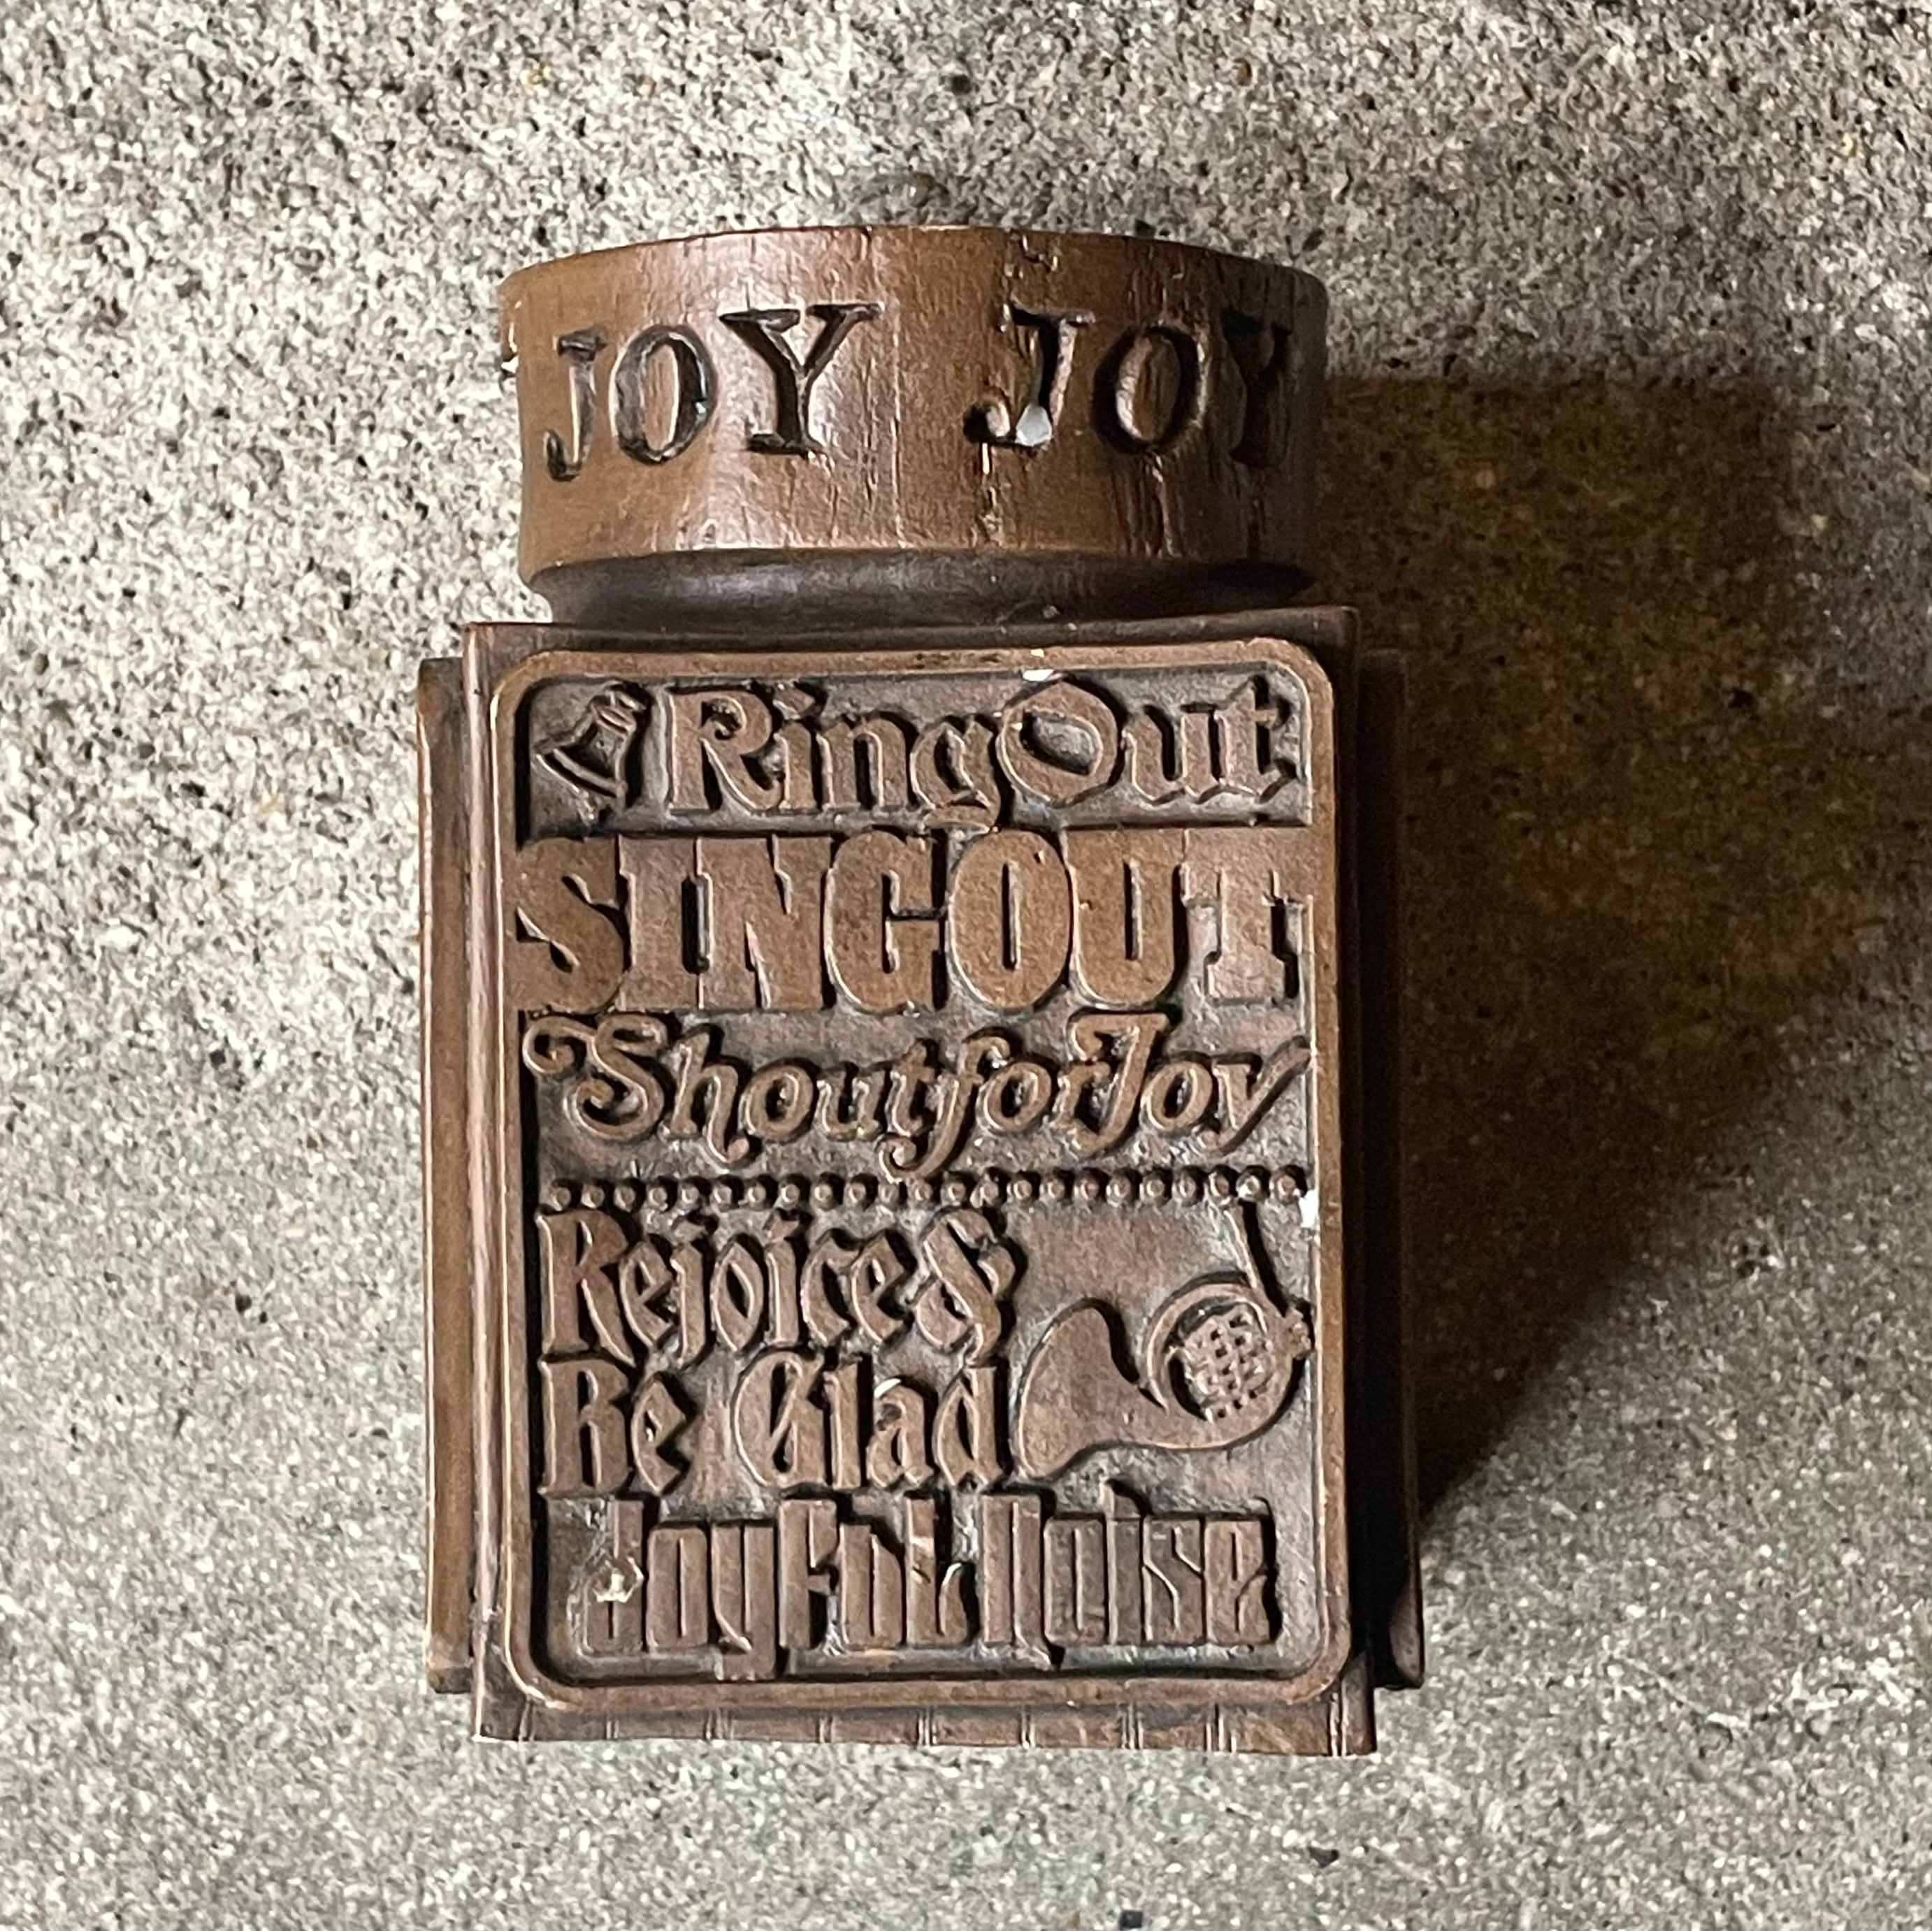 JOY JOY
Ring Out
SING OUT
Shout for Joy
Rejoice &
Be Glad
Joyful Noise